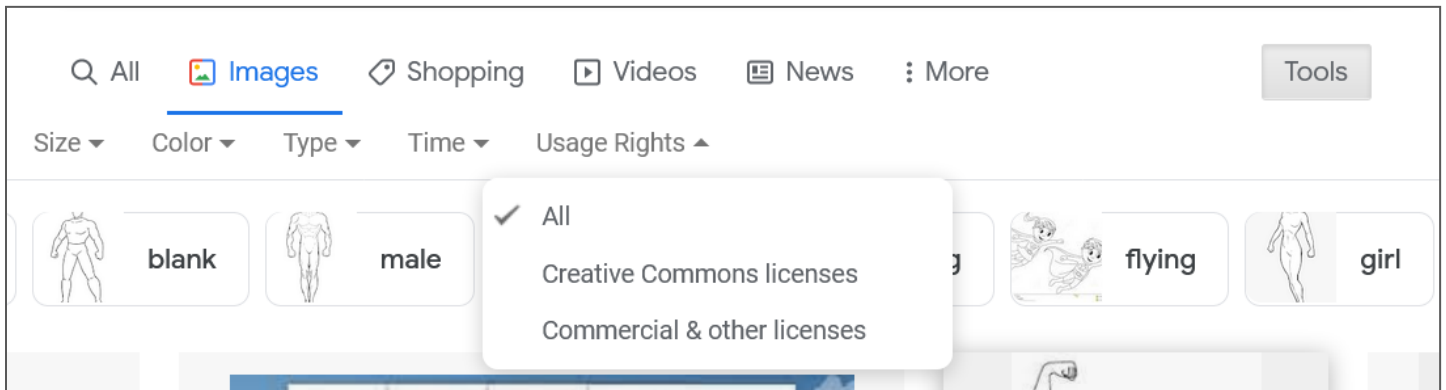 All Images Shopping Videos News More Tools
Size Color Type Time Usage Rights
All
Creative Commons licenses
Commercial & other licenses
blank male g flying girl